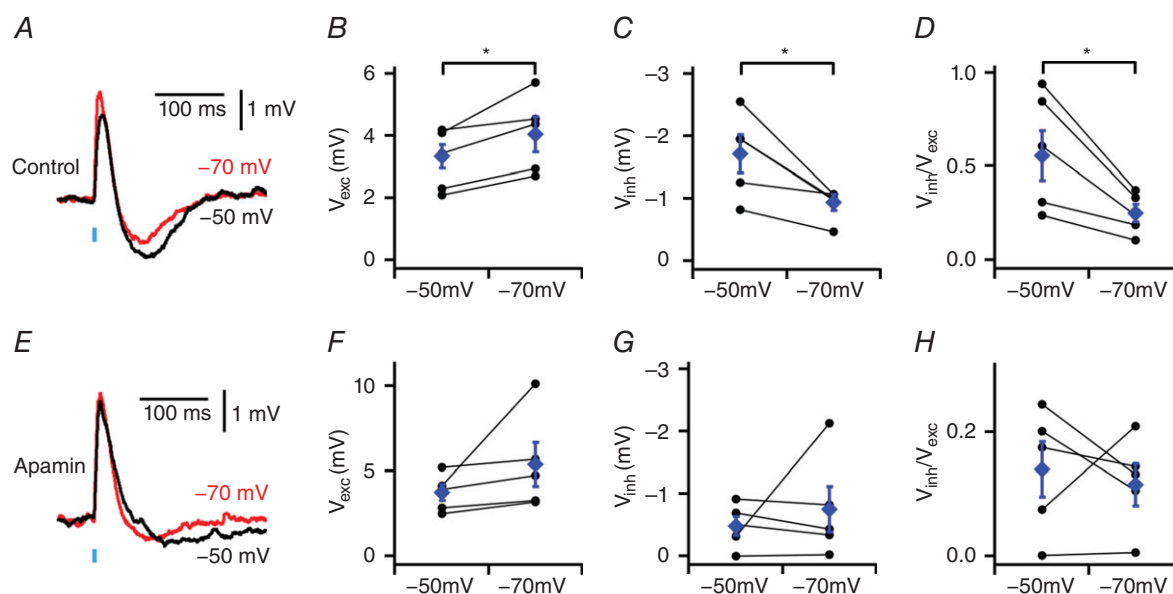 A
100 ms
1 mV
Control
–70 mV
–50 mV
B
*
Vexc (mV)
6
4
2
0
–50mV
–70mV
C
*
Vinh (mV)
–3
–2
–1
0
–50mV
–70mV
D
*
Vinh/Vexc
1.0
0.5
0.0
–50mV
–70mV
E
100 ms
1 mV
Apamin
–70 mV
–50 mV
F
Vexc (mV)
10
5
0
–50mV
–70mV
G
Vinh (mV)
–3
–2
–1
0
–50mV
–70mV
H
Vinh/Vexc
0.2
0.0
–50mV
–70mV